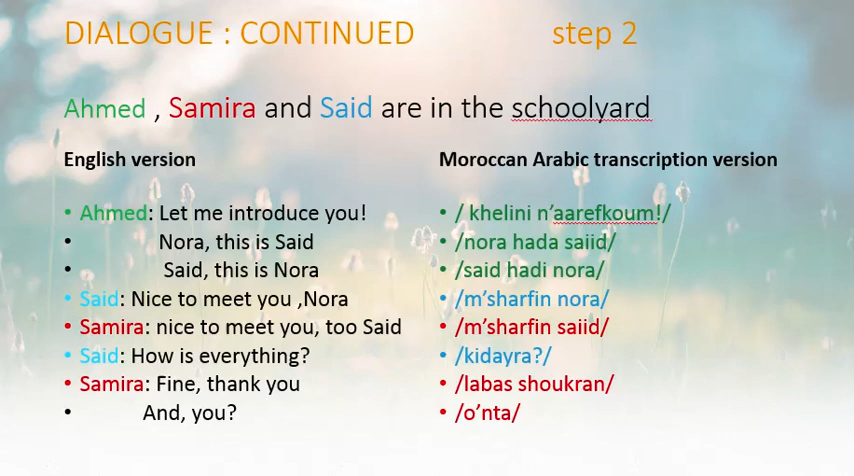 DIALOGUE : CONTINUED step 2
Ahmed , Samira and Said are in the schoolyard
English version
• Ahmed: Let me introduce you!
• Nora, this is Said
• Said, this is Nora
• Said: Nice to meet you ,Nora
• Samira: nice to meet you, too Said
• Said: How is everything?
• Samira: Fine, thank you
• And, you?
Moroccan Arabic transcription version
• / khelini n’aarefkoum!/
• /nora hada saiid/
• /said hadi nora/
• /m’sharfin nora/
• /m’sharfin saiid/
• /kidayra?/
• /labas shoukran/
• /o’nta/